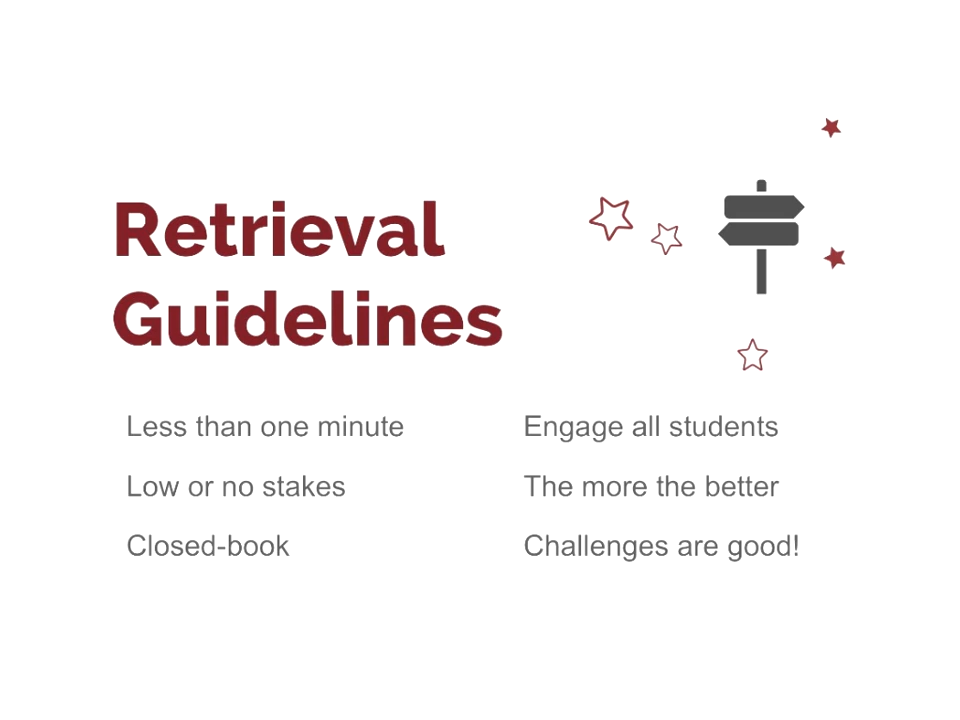 Retrieval
Guidelines
Less than one minute
Low or no stakes
Closed-book
Engage all students
The more the better
Challenges are good!